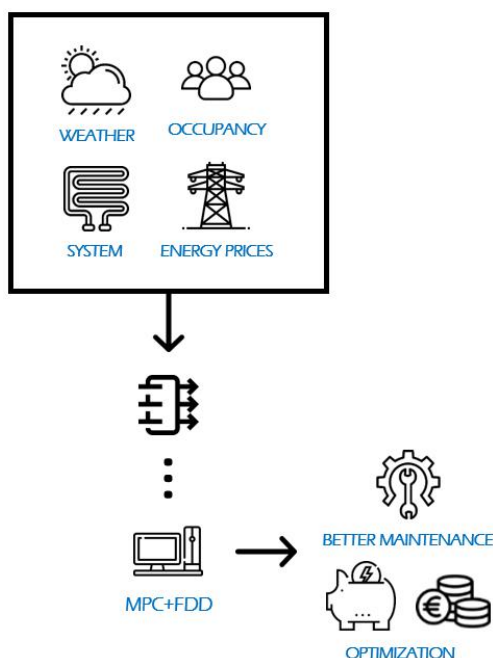 WEATHER
OCCUPANCY
SYSTEM
ENERGY PRICES
MPC+FDD
BETTER MAINTENANCE
€
OPTIMIZATION